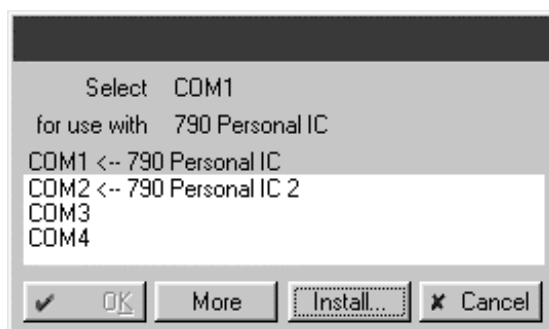 Select COM1
for use with 790 Personal IC
COM1 <-- 790 Personal IC
COM2 <-- 790 Personal IC 2
COM3
COM4
OK More Install... Cancel